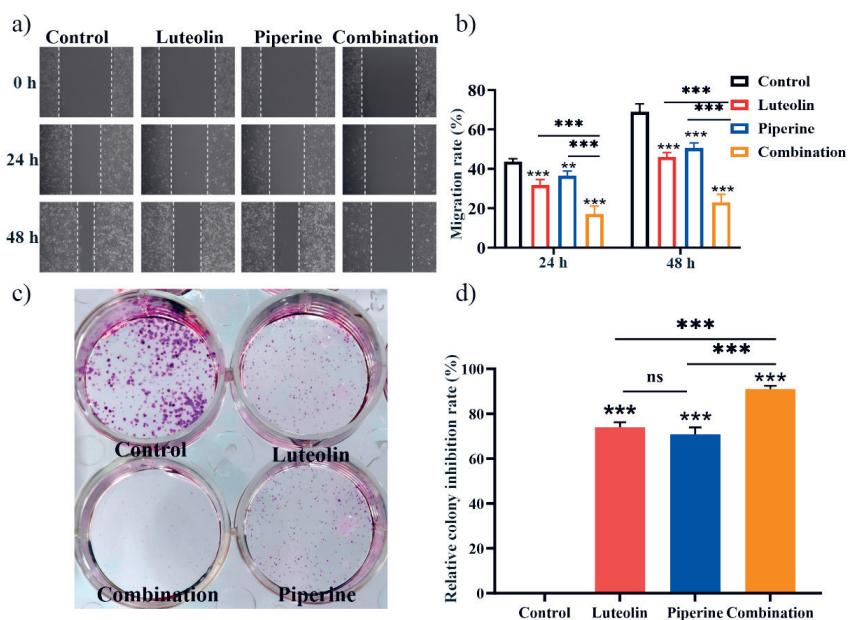 a)
Control Luteolin Piperine Combination
0 h
24 h
48 h
b)
Migration rate (%)
80
60
40
20
0
*** ** ***
***
***
24 h
*** *** ***
***
***
48 h
Control
Luteolin
Piperine
Combination
c)
Control
Luteolin
Combination
Piperine
d)
Relative colony inhibition rate (%)
100
80
60
40
20
0
***
***
ns
*** *** ***
Control Luteolin Piperine Combination